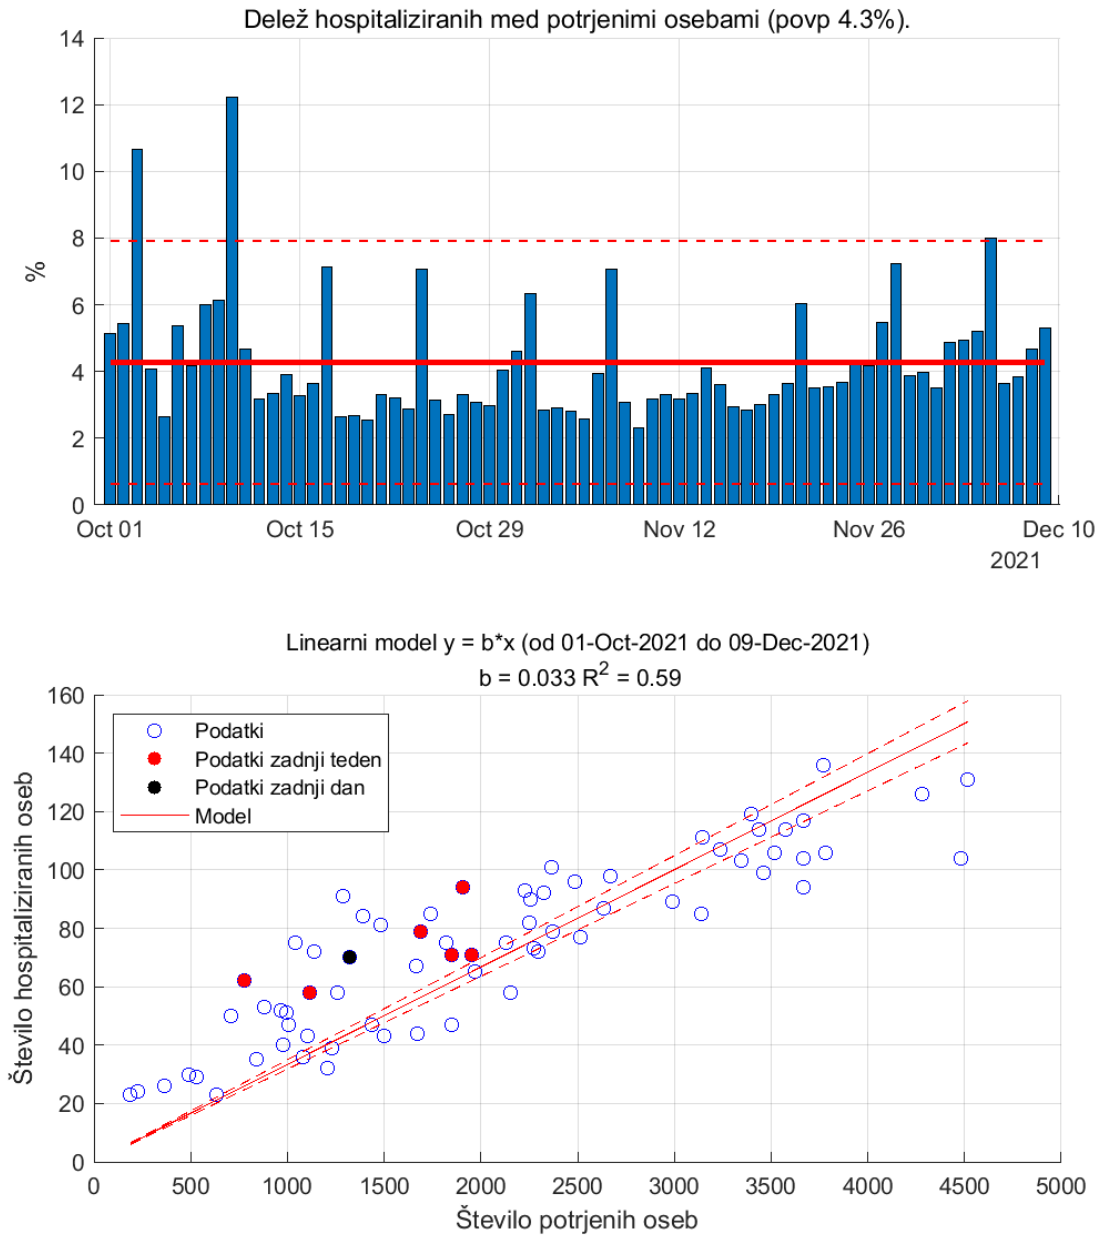 Delež hospitaliziranih med potrjenimi osebami (povp 4.3%).
14
12
10
8
6
4
2
0
%
Oct 01 Oct 15 Oct 29 Nov 12 Nov 26 Dec 10
2021
Linearni model y = b*x (od 01-Oct-2021 do 09-Dec-2021)
b = 0.033 R² = 0.59
160
140
120
100
80
60
40
20
0
Število hospitaliziranih oseb
Podatki
Podatki zadnji teden
Podatki zadnji dan
Model
0 500 1000 1500 2000 2500 3000 3500 4000 4500 5000
Število potrjenih oseb